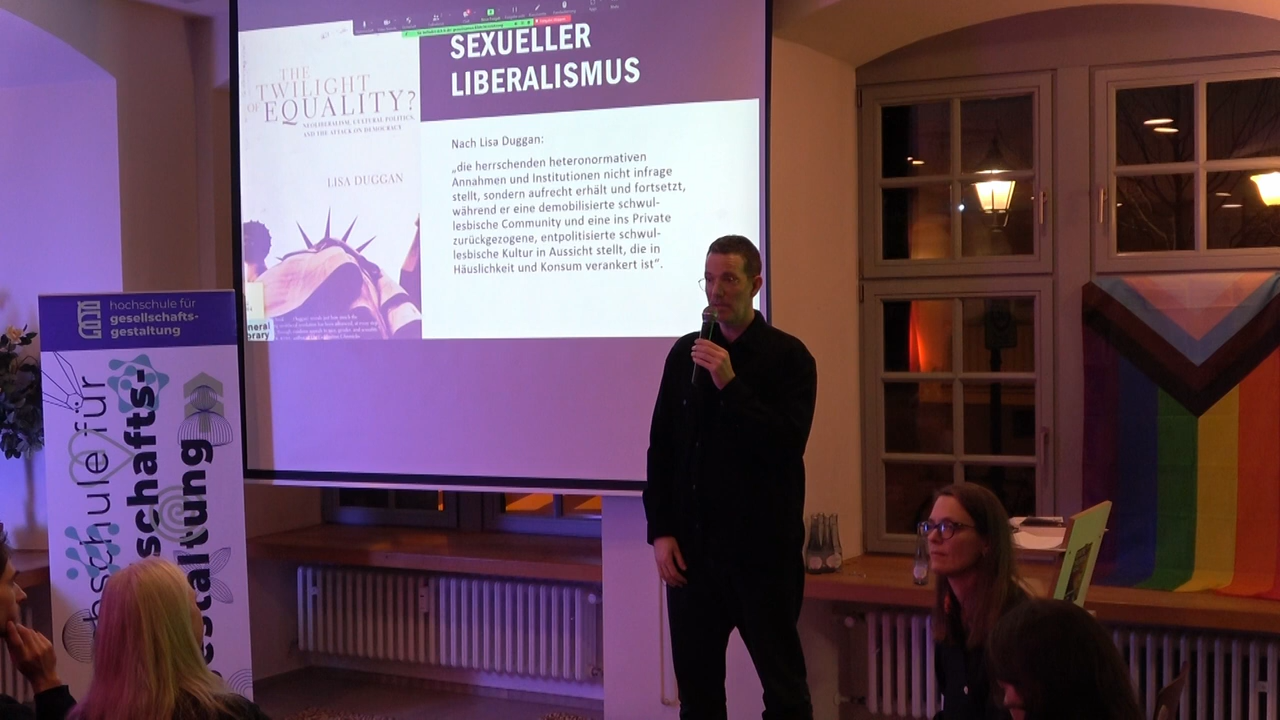 SEXUELLER
LIBERALISMUS
THE
TWILIGHT
OF EQUALITY?
NEOLIBERALISM, CULTURAL POLITICS,
AND THE ATTACK ON DEMOCRACY
LISA DUGGAN
Nach Lisa Duggan:
„die herrschenden heteronormativen
Annahmen und Institutionen nicht infrage
stellt, sondern aufrecht erhält und fortsetzt,
während er eine demobilisierte schwul-
lesbische Community und eine ins Private
zurückgezogene, entpolitisierte schwul-
lesbische Kultur in Aussicht stellt, die in
Häuslichkeit und Konsum verankert ist“.
hochschule für
gesellschafts-
gestaltung
chschule für
schafts-
estaltung